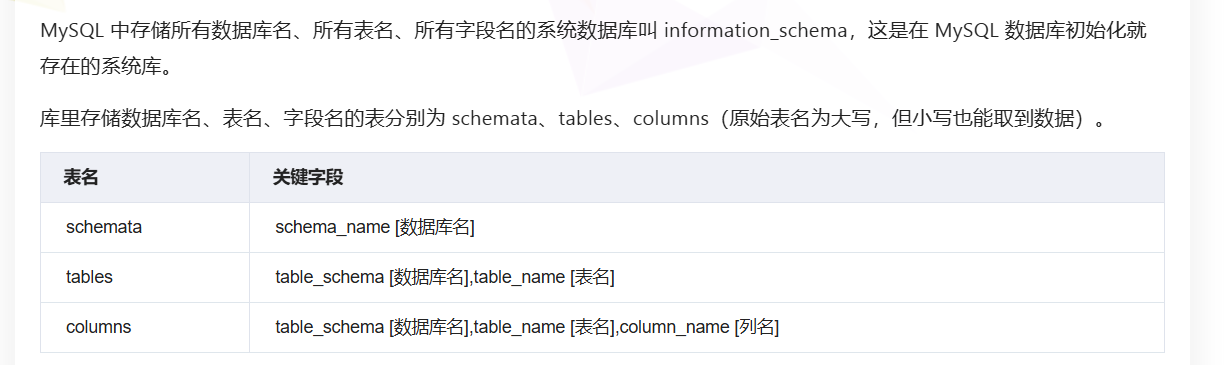 MySQL 中存储所有数据库名、所有表名、所有字段名的系统数据库叫 information_schema，这是在 MySQL 数据库初始化就
存在的系统库。
库里存储数据库名、表名、字段名的表分别为 schemata、tables、columns（原始表名为大写，但小写也能取到数据）。
表名 关键字段
schemata schema_name [数据库名]
tables table_schema [数据库名],table_name [表名]
columns table_schema [数据库名],table_name [表名],column_name [列名]